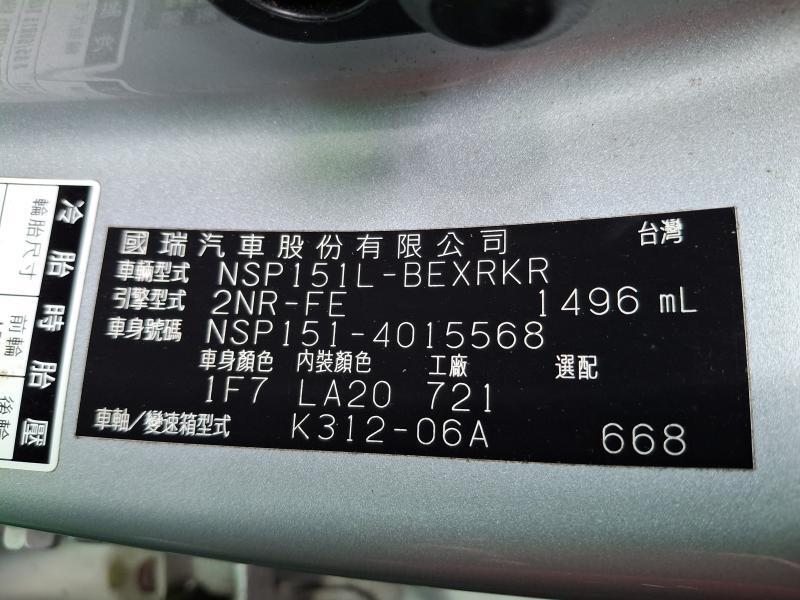 國瑞汽車股份有限公司 台灣
車輛型式 NSP151L-BEXRKR
引擎型式 2NR-FE 1496 mL
車身號碼 NSP151-4015568
車身顏色 內裝顏色 工廠 選配
1F7 LA20 721
車軸/變速箱型式 K312-06A 668
冷胎時胎壓
輪胎尺寸
前輪
後輪